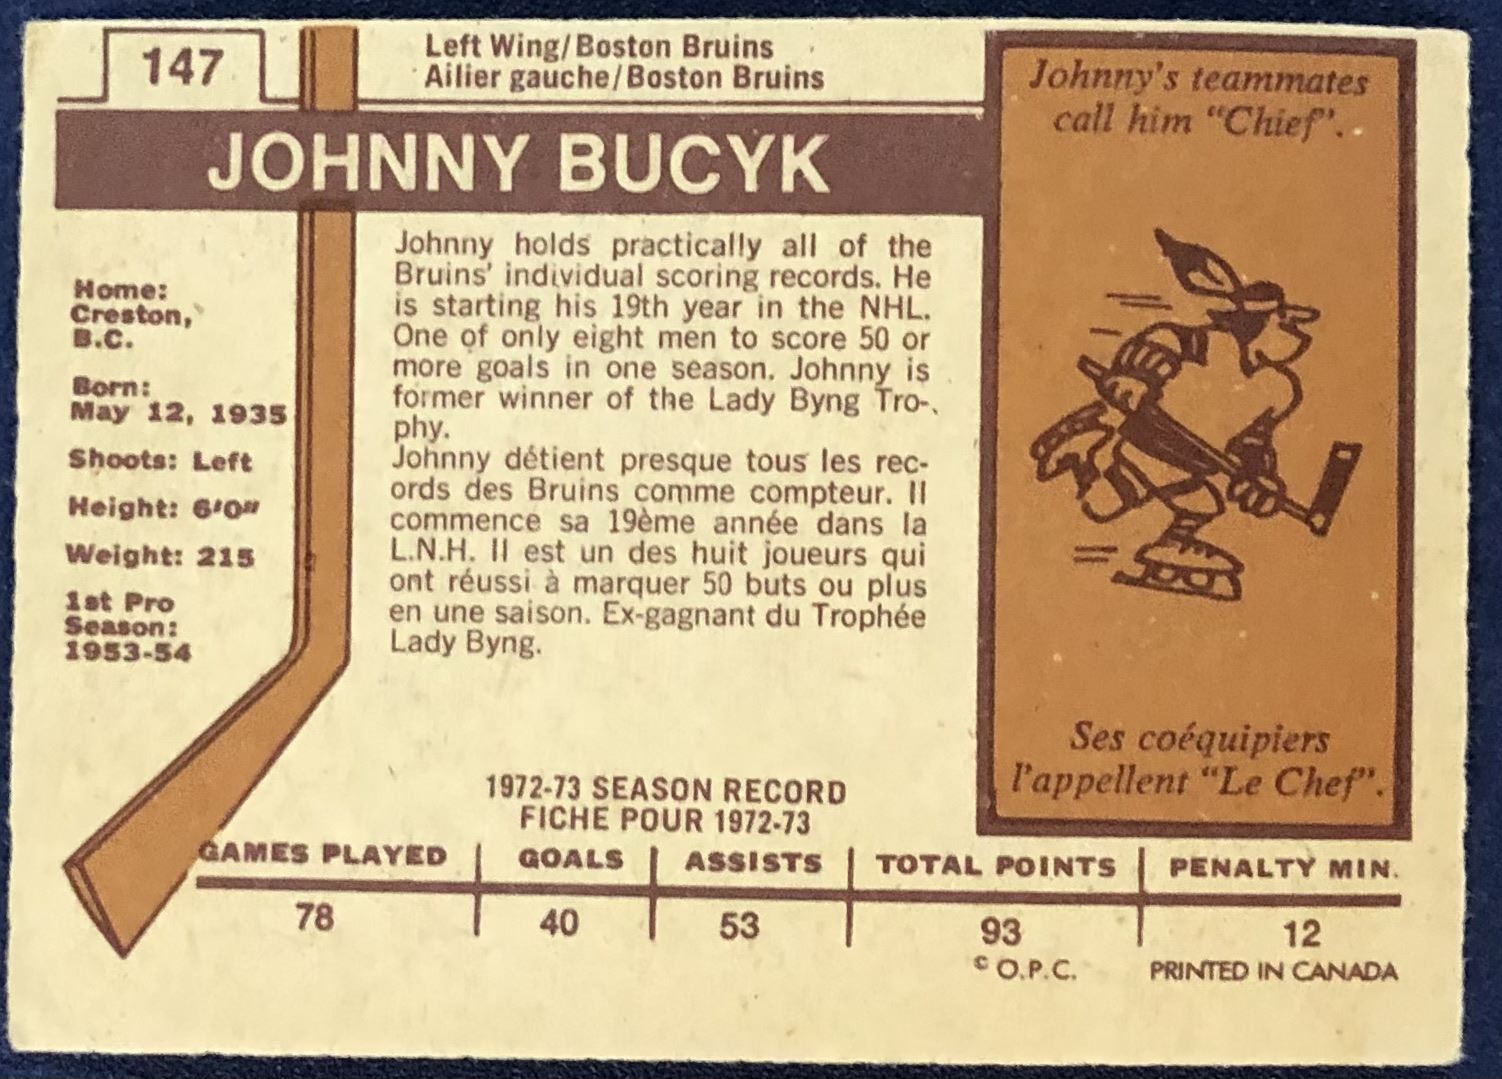 147
Left Wing/Boston Bruins
Ailier gauche/Boston Bruins
JOHNNY BUCYK
Home:
Creston,
B.C.
Born:
May 12, 1935
Shoots: Left
Height: 6'0"
Weight: 215
1st Pro
Season:
1953-54
Johnny holds practically all of the
Bruins' individual scoring records. He
is starting his 19th year in the NHL.
One of only eight men to score 50 or
more goals in one season. Johnny is
former winner of the Lady Byng Tro-
phy.
Johnny détient presque tous les rec-
ords des Bruins comme compteur. Il
commence sa 19ème année dans la
L.N.H. Il est un des huit joueurs qui
ont réussi à marquer 50 buts ou plus
en une saison. Ex-gagnant du Trophée
Lady Byng.
Johnny's teammates
call him "Chief".
Ses coéquipiers
l'appellent "Le Chef".
1972-73 SEASON RECORD
FICHE POUR 1972-73
GAMES PLAYED GOALS ASSISTS TOTAL POINTS PENALTY MIN.
78 40 53 93 12
© O.P.C. PRINTED IN CANADA